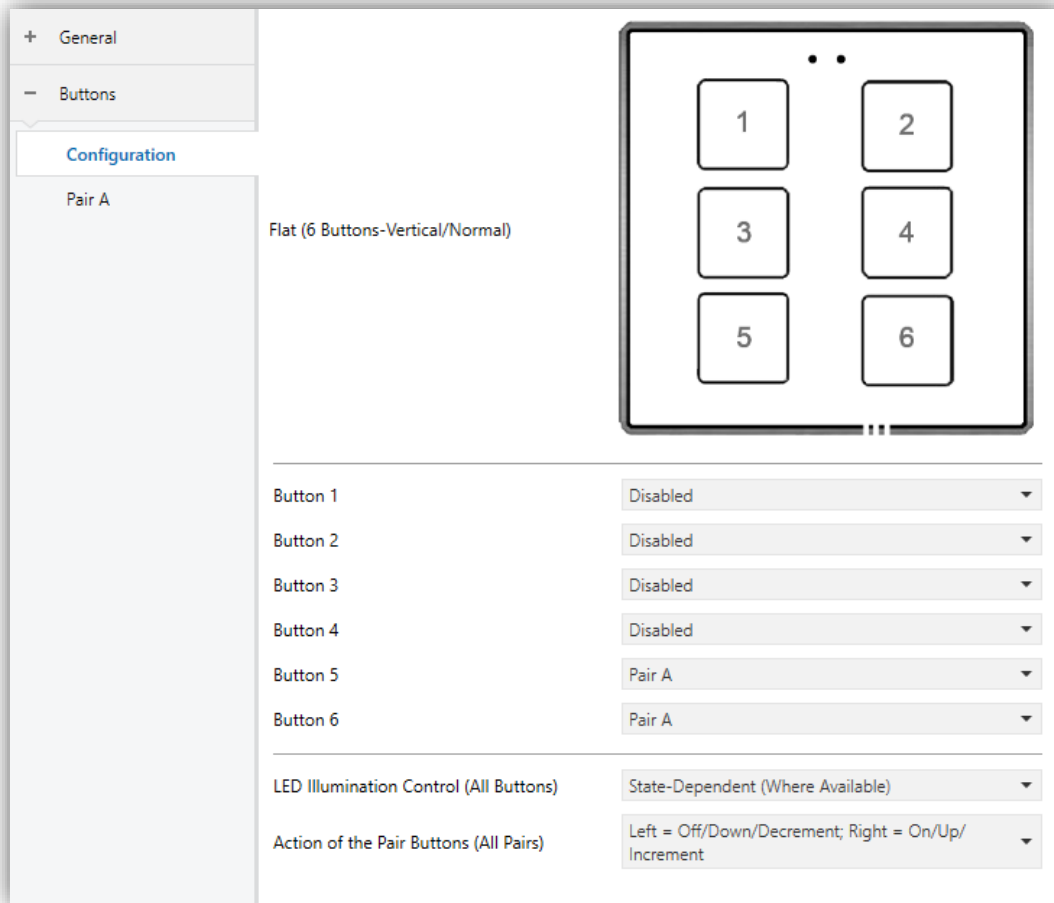 + General
− Buttons
Configuration
Pair A
Flat (6 Buttons-Vertical/Normal)
1 2
3 4
5 6
Button 1 Disabled
Button 2 Disabled
Button 3 Disabled
Button 4 Disabled
Button 5 Pair A
Button 6 Pair A
LED Illumination Control (All Buttons) State-Dependent (Where Available)
Action of the Pair Buttons (All Pairs) Left = Off/Down/Decrement; Right = On/Up/
Increment